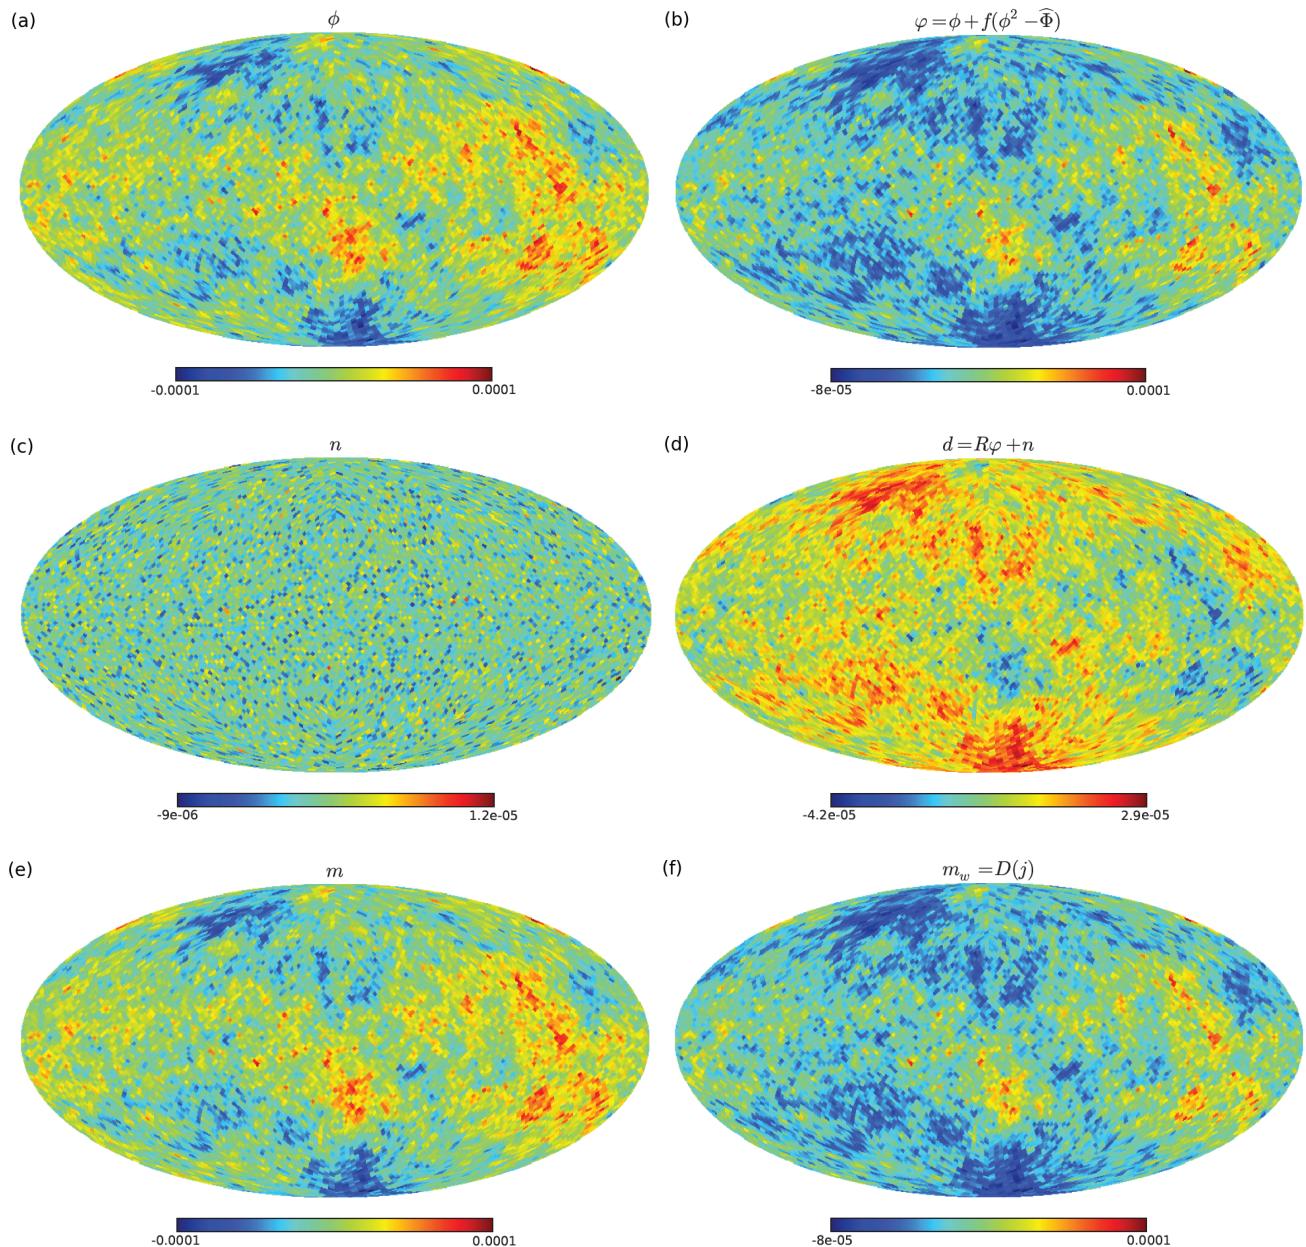 (a) ϕ
(b) φ = ϕ + f(ϕ² − Φ̂)
-0.0001 0.0001
-8e-05 0.0001
(c) n
(d) d = Rφ + n
-9e-06 1.2e-05
-4.2e-05 2.9e-05
(e) m
(f) m_w = D(j)
-0.0001 0.0001
-8e-05 0.0001